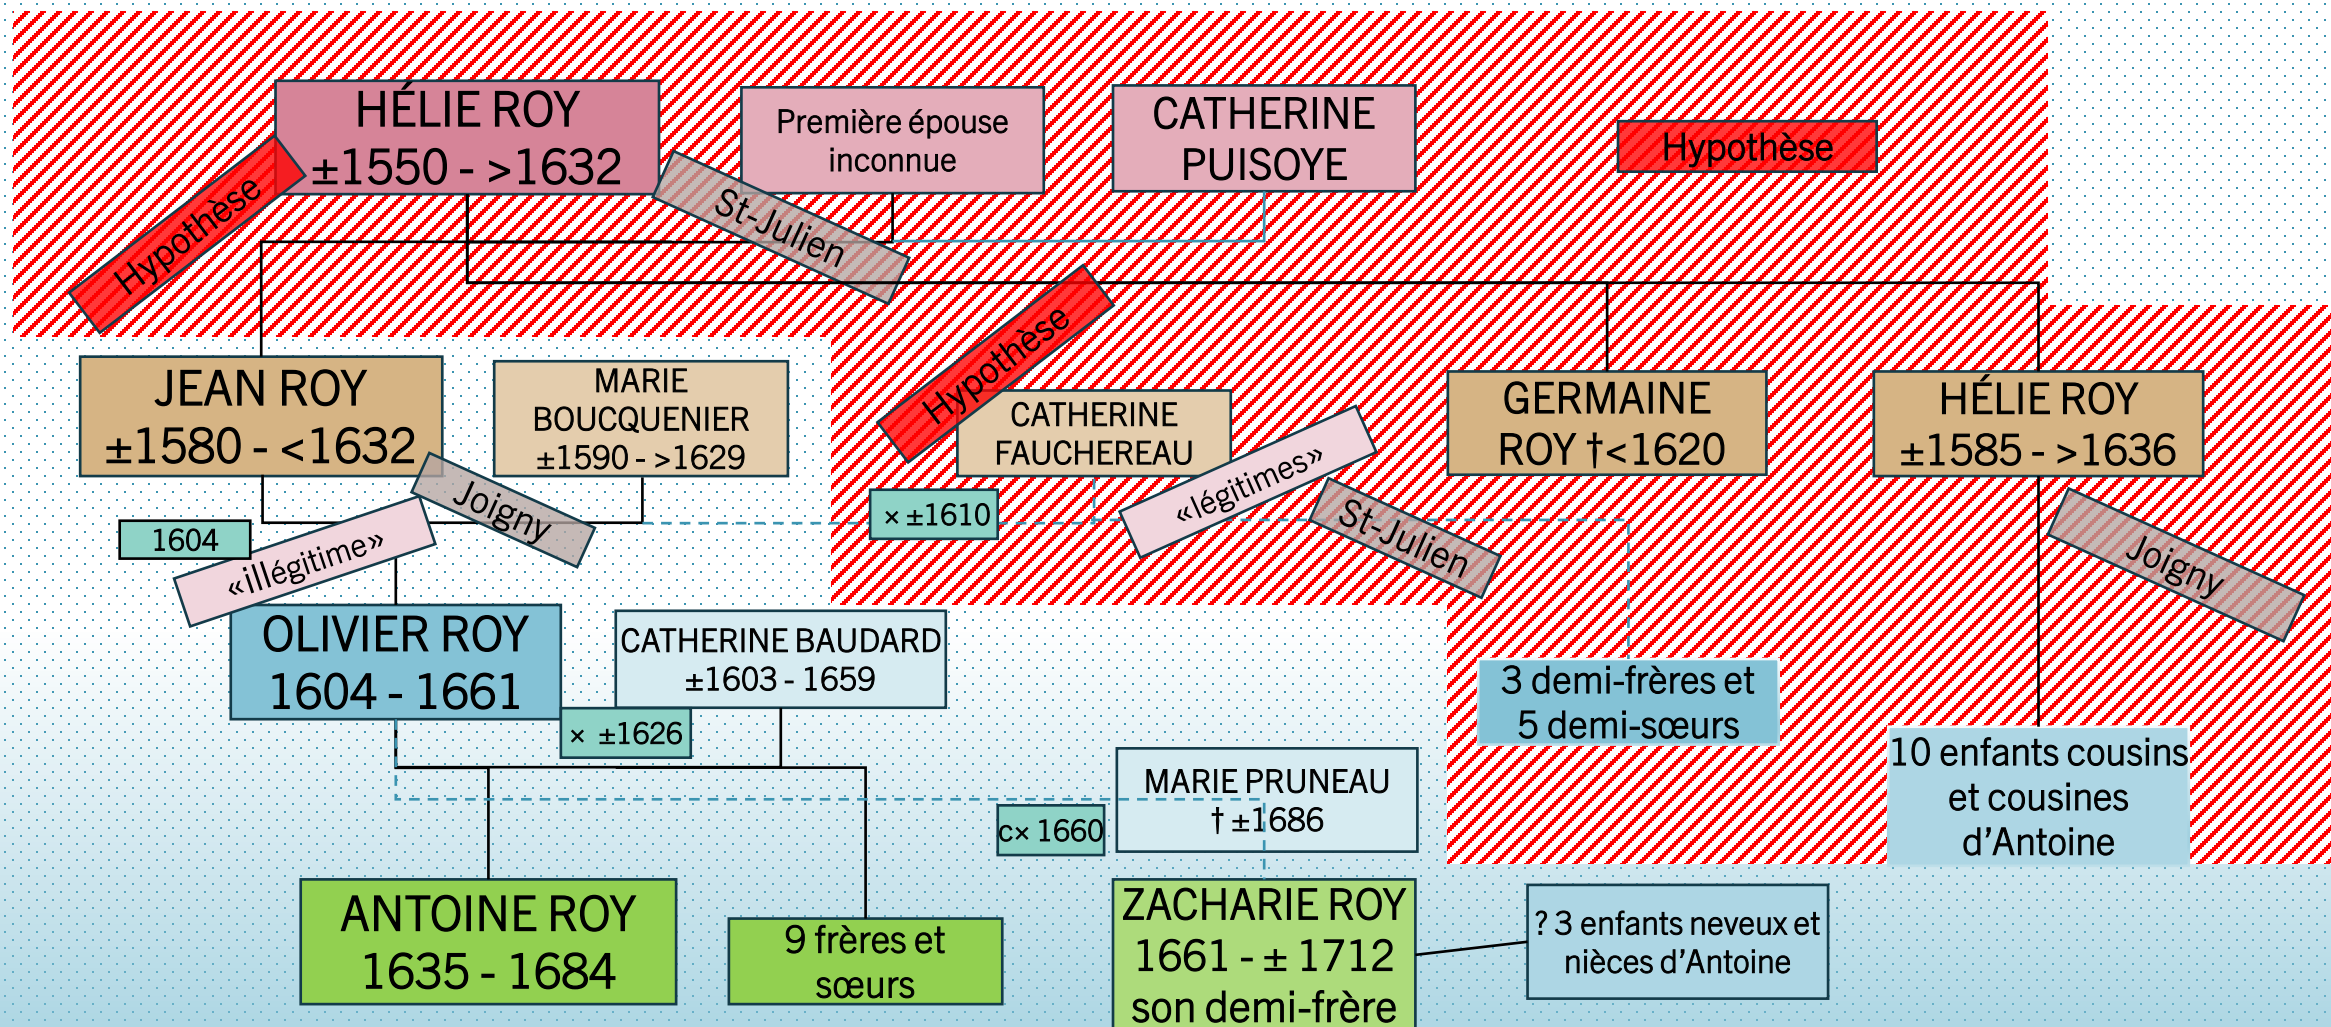 HÉLIE ROY
±1550 - >1632
Première épouse
inconnue
CATHERINE
PUISOYE
Hypothèse
Hypothèse
St-Julien
Hypothèse
JEAN ROY
±1580 - <1632
MARIE
BOUCQUENIER
±1590 - >1629
CATHERINE
FAUCHEREAU
GERMAINE
ROY †<1620
HÉLIE ROY
±1585 - >1636
Joigny
«légitimes»
× ±1610
St-Julien
Joigny
1604
«illégitime»
OLIVIER ROY
1604 - 1661
CATHERINE BAUDARD
±1603 - 1659
× ±1626
3 demi-frères et
5 demi-sœurs
10 enfants cousins
et cousines
d’Antoine
MARIE PRUNEAU
† ±1686
c× 1660
ANTOINE ROY
1635 - 1684
9 frères et
sœurs
ZACHARIE ROY
1661 - ± 1712
son demi-frère
? 3 enfants neveux et
nièces d’Antoine